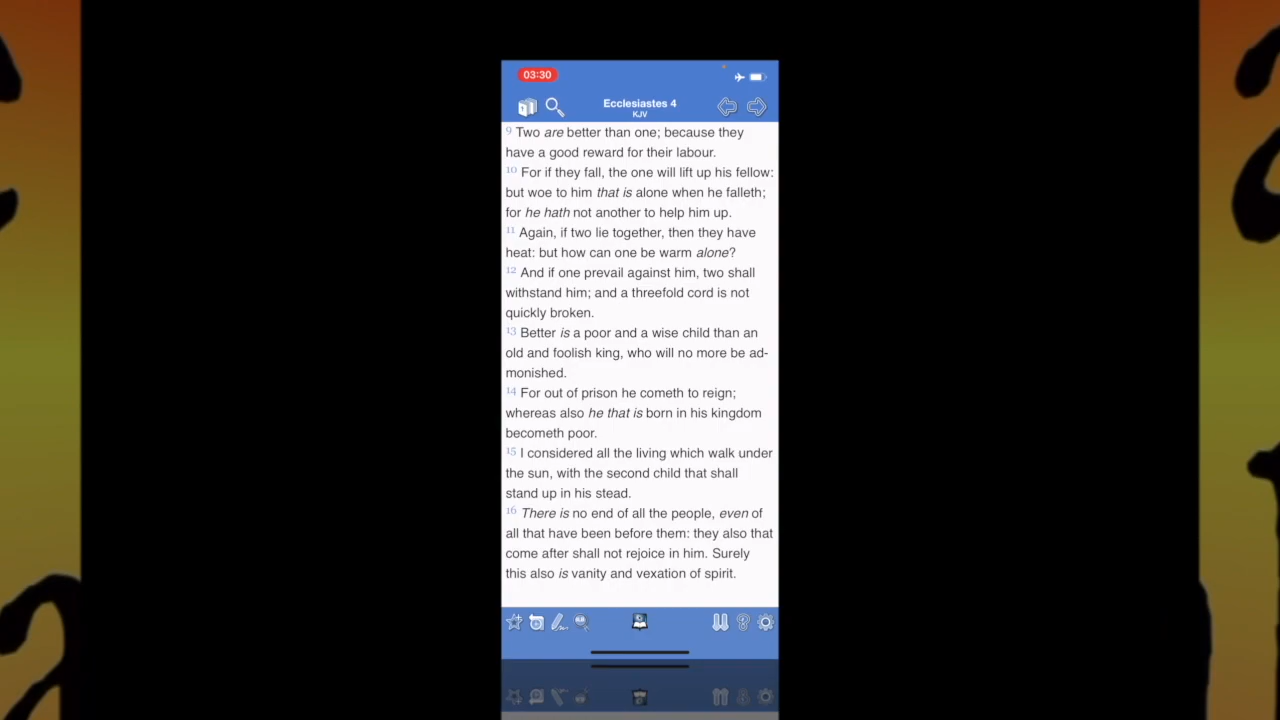 03:30
Ecclesiastes 4
KJV
9 Two are better than one; because they
have a good reward for their labour.
10 For if they fall, the one will lift up his fellow:
but woe to him that is alone when he falleth;
for he hath not another to help him up.
11 Again, if two lie together, then they have
heat: but how can one be warm alone?
12 And if one prevail against him, two shall
withstand him; and a threefold cord is not
quickly broken.
13 Better is a poor and a wise child than an
old and foolish king, who will no more be ad-
monished.
14 For out of prison he cometh to reign;
whereas also he that is born in his kingdom
becometh poor.
15 I considered all the living which walk under
the sun, with the second child that shall
stand up in his stead.
16 There is no end of all the people, even of
all that have been before them: they also that
come after shall not rejoice in him. Surely
this also is vanity and vexation of spirit.